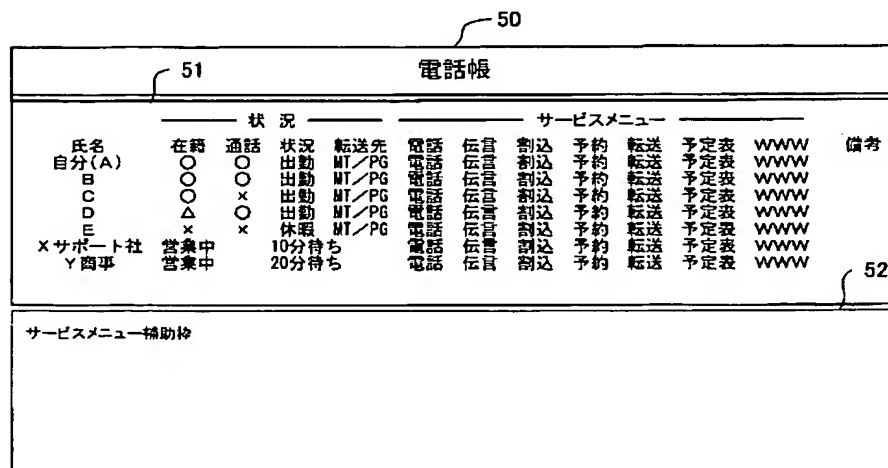 50
電話帳
51
状況 サービスメニュー
氏名 在籍 通話 状況 転送先 電話 伝言 割込 予約 転送 予定表 WWW 備考
自分(A) ○ ○ 出勤 MT/PG 電話 伝言 割込 予約 転送 予定表 WWW
B ○ ○ 出勤 MT/PG 電話 伝言 割込 予約 転送 予定表 WWW
C ○ × 出勤 MT/PG 電話 伝言 割込 予約 転送 予定表 WWW
D △ ○ 出勤 MT/PG 電話 伝言 割込 予約 転送 予定表 WWW
E × × 休暇 MT/PG 電話 伝言 割込 予約 転送 予定表 WWW
Xサポート社 営業中 10分待ち 電話 伝言 割込 予約 転送 予定表 WWW
Y商事 営業中 20分待ち 電話 伝言 割込 予約 転送 予定表 WWW
52
サービスメニュー補助枠